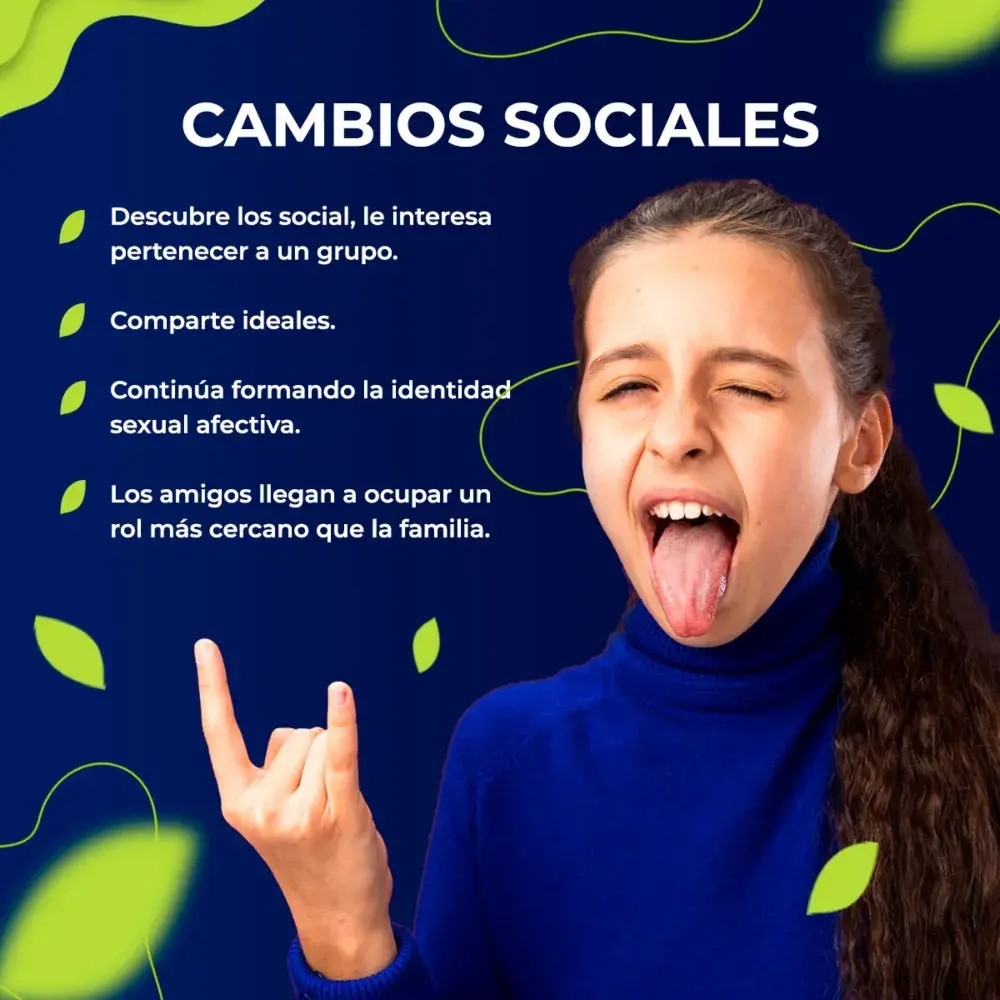 CAMBIOS SOCIALES
Descubre los social, le interesa
pertenecer a un grupo.
Comparte ideales.
Continúa formando la identidad
sexual afectiva.
Los amigos llegan a ocupar un
rol más cercano que la familia.